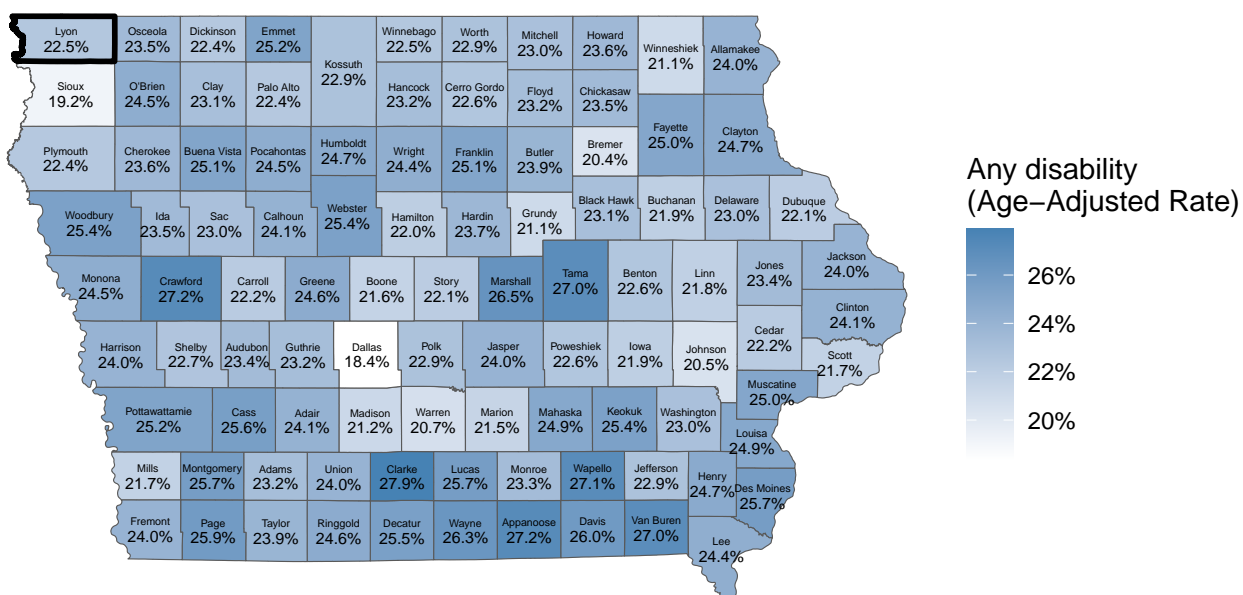 Lyon
22.5%
Osceola
23.5%
Dickinson
22.4%
Emmet
25.2%
Kossuth
22.9%
Winnebago
22.5%
Worth
22.9%
Mitchell
23.0%
Howard
23.6%
Winneshiek
21.1%
Allamakee
24.0%
Sioux
19.2%
O'Brien
24.5%
Clay
23.1%
Palo Alto
22.4%
Hancock
23.2%
Cerro Gordo
22.6%
Floyd
23.2%
Chickasaw
23.5%
Fayette
25.0%
Clayton
24.7%
Plymouth
22.4%
Cherokee
23.6%
Buena Vista
25.1%
Pocahontas
24.5%
Humboldt
24.7%
Wright
24.4%
Franklin
25.1%
Butler
23.9%
Bremer
20.4%
Woodbury
25.4%
Ida
23.5%
Sac
23.0%
Calhoun
24.1%
Webster
25.4%
Hamilton
22.0%
Hardin
23.7%
Grundy
21.1%
Black Hawk
23.1%
Buchanan
21.9%
Delaware
23.0%
Dubuque
22.1%
Monona
24.5%
Crawford
27.2%
Carroll
22.2%
Greene
24.6%
Boone
21.6%
Story
22.1%
Marshall
26.5%
Tama
27.0%
Benton
22.6%
Linn
21.8%
Jones
23.4%
Jackson
24.0%
Clinton
24.1%
Harrison
24.0%
Shelby
22.7%
Audubon
23.4%
Guthrie
23.2%
Dallas
18.4%
Polk
22.9%
Jasper
24.0%
Poweshiek
22.6%
Iowa
21.9%
Johnson
20.5%
Cedar
22.2%
Scott
21.7%
Muscatine
25.0%
Pottawattamie
25.2%
Cass
25.6%
Adair
24.1%
Madison
21.2%
Warren
20.7%
Marion
21.5%
Mahaska
24.9%
Keokuk
25.4%
Washington
23.0%
Louisa
24.9%
Mills
21.7%
Montgomery
25.7%
Adams
23.2%
Union
24.0%
Clarke
27.9%
Lucas
25.7%
Monroe
23.3%
Wapello
27.1%
Jefferson
22.9%
Henry
24.7%
Des Moines
25.7%
Fremont
24.0%
Page
25.9%
Taylor
23.9%
Ringgold
24.6%
Decatur
25.5%
Wayne
26.3%
Appanoose
27.2%
Davis
26.0%
Van Buren
27.0%
Lee
24.4%
Any disability
(Age−Adjusted Rate)
26%
24%
22%
20%